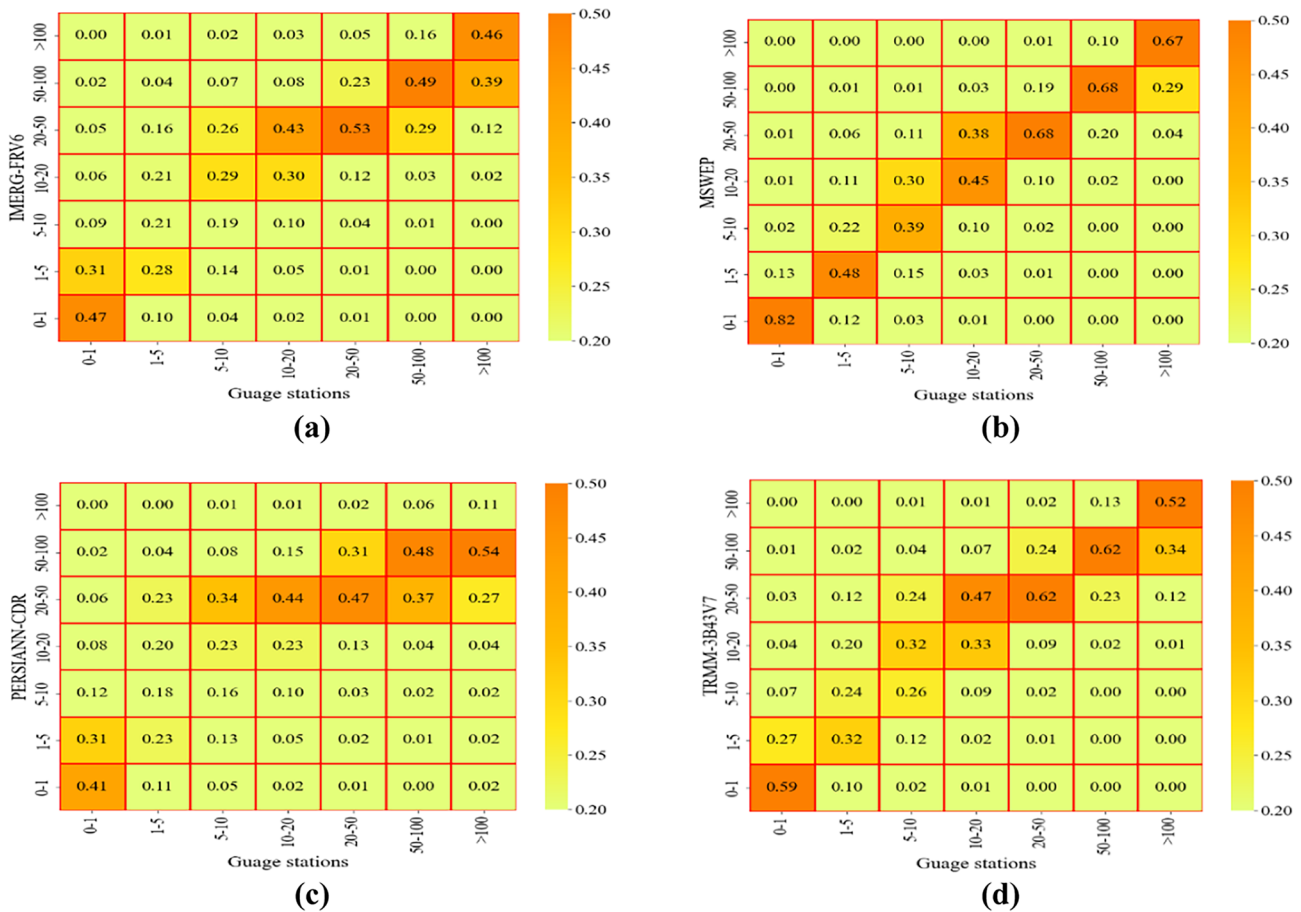 IMERG-FRV6
>100 0.00 0.01 0.02 0.03 0.05 0.16 0.46
50-100 0.02 0.04 0.07 0.08 0.23 0.49 0.39
20-50 0.05 0.16 0.26 0.43 0.53 0.29 0.12
10-20 0.06 0.21 0.29 0.30 0.12 0.03 0.02
5-10 0.09 0.21 0.19 0.10 0.04 0.01 0.00
1-5 0.31 0.28 0.14 0.05 0.01 0.00 0.00
0-1 0.47 0.10 0.04 0.02 0.01 0.00 0.00
0-1 1-5 5-10 10-20 20-50 50-100 >100
Guage stations
0.50
0.45
0.40
0.35
0.30
0.25
0.20
(a)
MSWEP
>100 0.00 0.00 0.00 0.00 0.01 0.10 0.67
50-100 0.00 0.01 0.01 0.03 0.19 0.68 0.29
20-50 0.01 0.06 0.11 0.38 0.68 0.20 0.04
10-20 0.01 0.11 0.30 0.45 0.10 0.02 0.00
5-10 0.02 0.22 0.39 0.10 0.02 0.00 0.00
1-5 0.13 0.48 0.15 0.03 0.01 0.00 0.00
0-1 0.82 0.12 0.03 0.01 0.00 0.00 0.00
0-1 1-5 5-10 10-20 20-50 50-100 >100
Guage stations
0.50
0.45
0.40
0.35
0.30
0.25
0.20
(b)
PERSIANN-CDR
>100 0.00 0.00 0.01 0.01 0.02 0.06 0.11
50-100 0.02 0.04 0.08 0.15 0.31 0.48 0.54
20-50 0.06 0.23 0.34 0.44 0.47 0.37 0.27
10-20 0.08 0.20 0.23 0.23 0.13 0.04 0.04
5-10 0.12 0.18 0.16 0.10 0.03 0.02 0.02
1-5 0.31 0.23 0.13 0.05 0.02 0.01 0.02
0-1 0.41 0.11 0.05 0.02 0.01 0.00 0.02
0-1 1-5 5-10 10-20 20-50 50-100 >100
Guage stations
0.50
0.45
0.40
0.35
0.30
0.25
0.20
(c)
TRMM-3B43V7
>100 0.00 0.00 0.01 0.01 0.02 0.13 0.52
50-100 0.01 0.02 0.04 0.07 0.24 0.62 0.34
20-50 0.03 0.12 0.24 0.47 0.62 0.23 0.12
10-20 0.04 0.20 0.32 0.33 0.09 0.02 0.01
5-10 0.07 0.24 0.26 0.09 0.02 0.00 0.00
1-5 0.27 0.32 0.12 0.02 0.01 0.00 0.00
0-1 0.59 0.10 0.02 0.01 0.00 0.00 0.00
0-1 1-5 5-10 10-20 20-50 50-100 >100
Guage stations
0.50
0.45
0.40
0.35
0.30
0.25
0.20
(d)